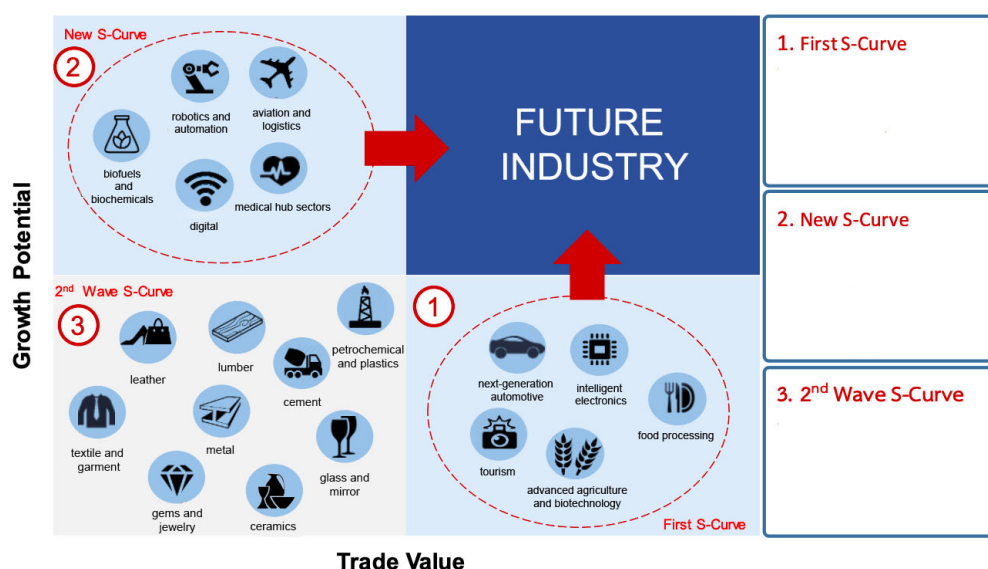 New S-Curve
2
robotics and
automation
aviation and
logistics
biofuels
and
biochemicals
digital
medical hub sectors
FUTURE
INDUSTRY
Growth Potential
2nd Wave S-Curve
3
leather
lumber
petrochemical
and plastics
cement
textile and
garment
metal
glass and
mirror
gems and
jewelry
ceramics
1
next-generation
automotive
intelligent
electronics
food processing
tourism
advanced agriculture
and biotechnology
First S-Curve
Trade Value
1. First S-Curve
2. New S-Curve
3. 2nd Wave S-Curve